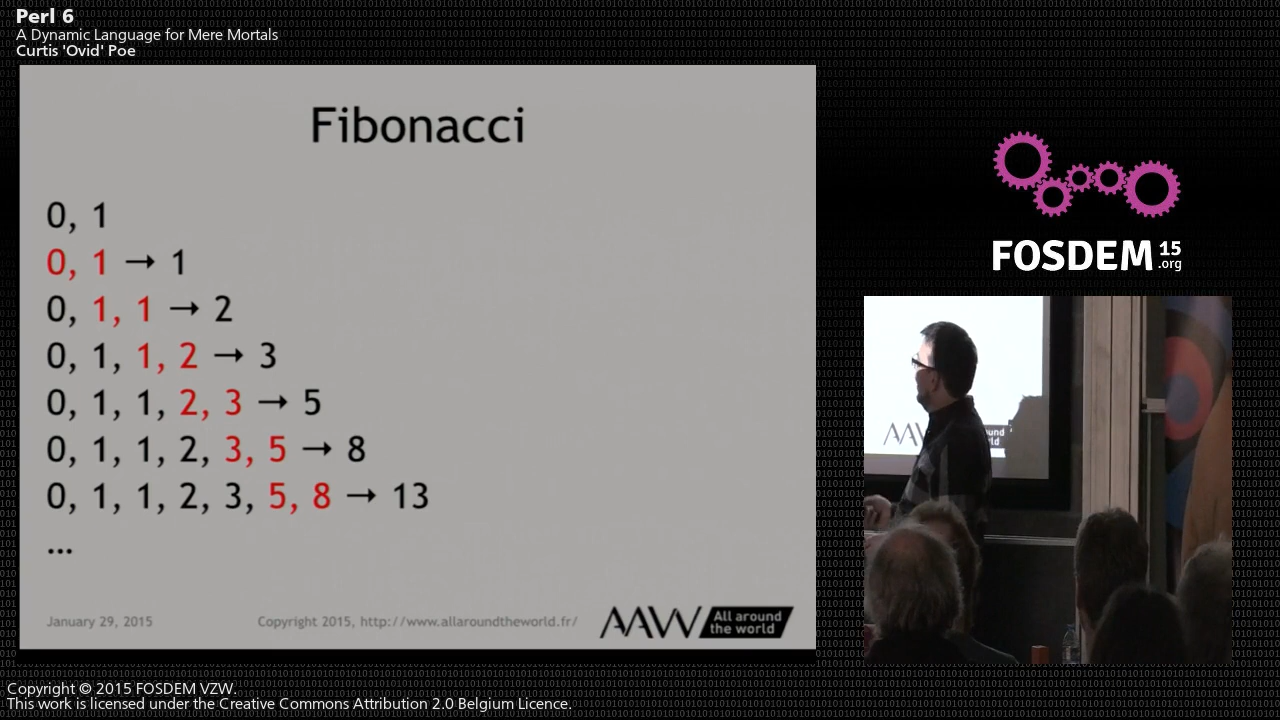 Perl 6
A Dynamic Language for Mere Mortals
Curtis 'Ovid' Poe
Fibonacci
0, 1
0, 1 → 1
0, 1, 1 → 2
0, 1, 1, 2 → 3
0, 1, 1, 2, 3 → 5
0, 1, 1, 2, 3, 5 → 8
0, 1, 1, 2, 3, 5, 8 → 13
...
January 29, 2015
Copyright 2015, http://www.allaroundtheworld.fr/
AAW All around
the world
FOSDEM 15
.org
Copyright © 2015 FOSDEM VZW.
This work is licensed under the Creative Commons Attribution 2.0 Belgium Licence.